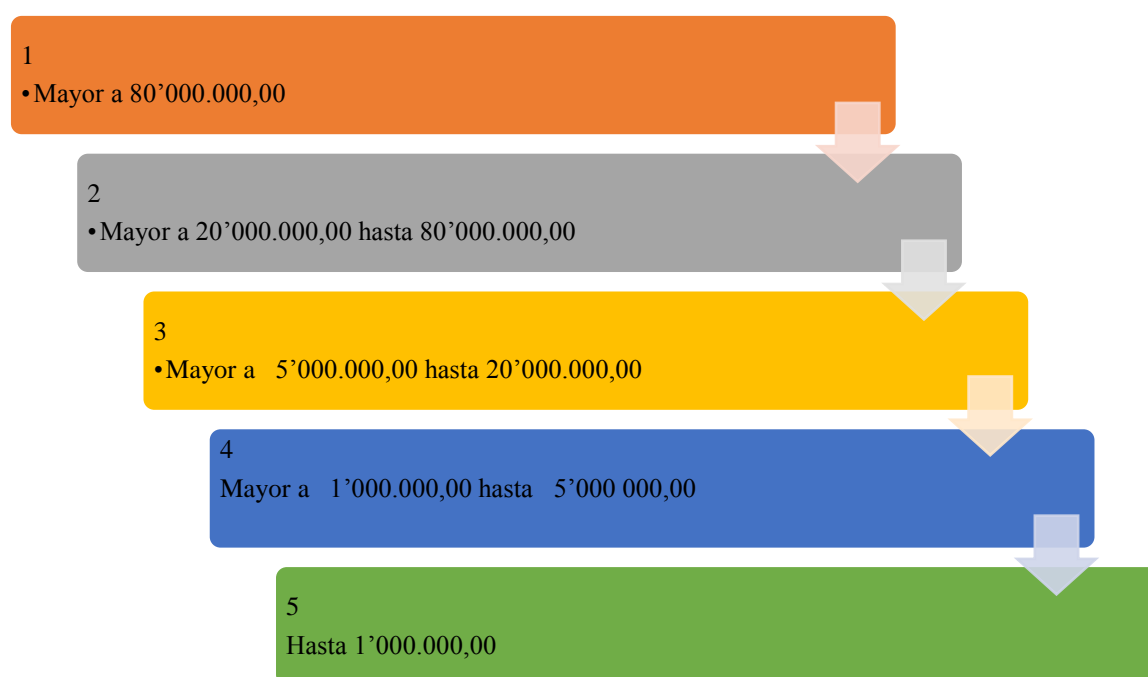 1
•Mayor a 80’000.000,00
2
•Mayor a 20’000.000,00 hasta 80’000.000,00
3
•Mayor a   5’000.000,00 hasta 20’000.000,00
4
Mayor a   1’000.000,00 hasta   5’000 000,00
5
Hasta 1’000.000,00